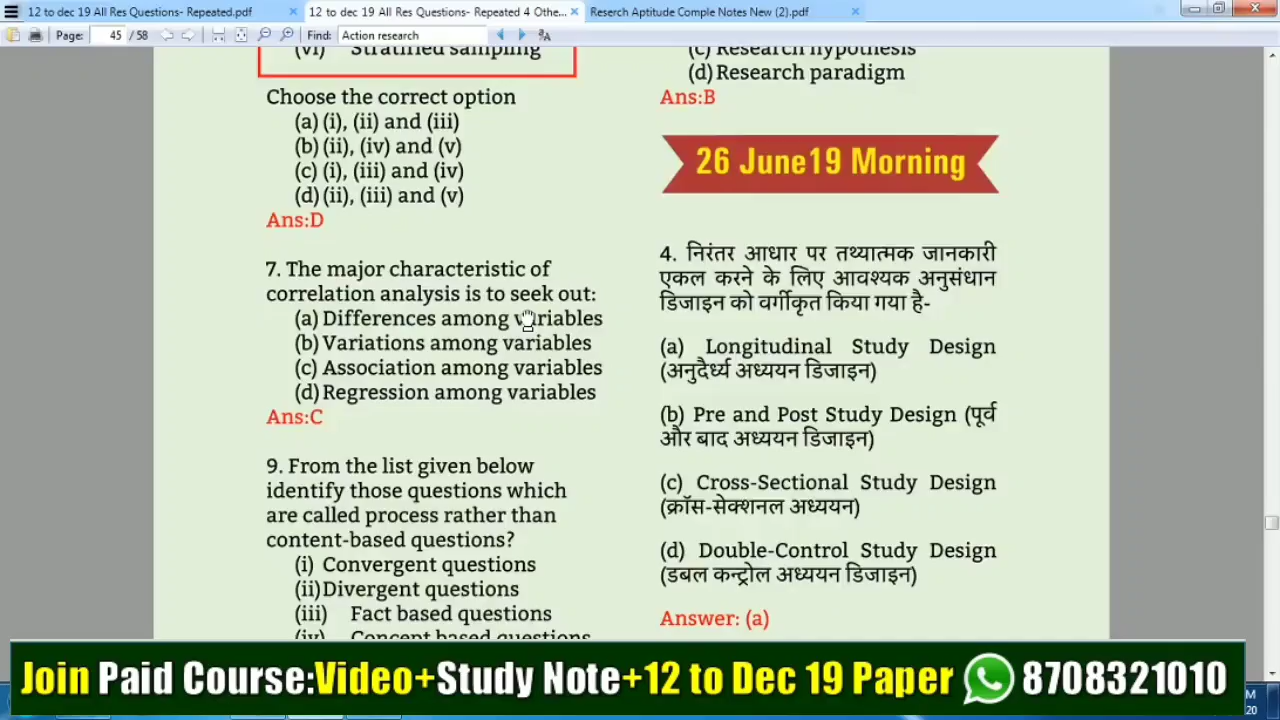 12 to dec 19 All Res Questions- Repeated.pdf
12 to dec 19 All Res Questions- Repeated 4 Othe...
Reserch Aptitude Comple Notes New (2).pdf
Page: 45 / 58 Find: Action research
(vi) Stratified sampling
Choose the correct option
(a) (i), (ii) and (iii)
(b) (ii), (iv) and (v)
(c) (i), (iii) and (iv)
(d) (ii), (iii) and (v)
Ans:D
7. The major characteristic of
correlation analysis is to seek out:
(a) Differences among variables
(b) Variations among variables
(c) Association among variables
(d) Regression among variables
Ans:C
9. From the list given below
identify those questions which
are called process rather than
content-based questions?
(i) Convergent questions
(ii) Divergent questions
(iii) Fact based questions
(iv) Concept based questions
(c) Research hypothesis
(d) Research paradigm
Ans:B
26 June19 Morning
4. निरंतर आधार पर तथ्यात्मक जानकारी
एकल करने के लिए आवश्यक अनुसंधान
डिजाइन को वर्गीकृत किया गया है-
(a) Longitudinal Study Design
(अनुदैर्ध्य अध्ययन डिजाइन)
(b) Pre and Post Study Design (पूर्व
और बाद अध्ययन डिजाइन)
(c) Cross-Sectional Study Design
(क्रॉस-सेक्शनल अध्ययन)
(d) Double-Control Study Design
(डबल कन्ट्रोल अध्ययन डिजाइन)
Answer: (a)
Join Paid Course:Video+Study Note+12 to Dec 19 Paper 8708321010